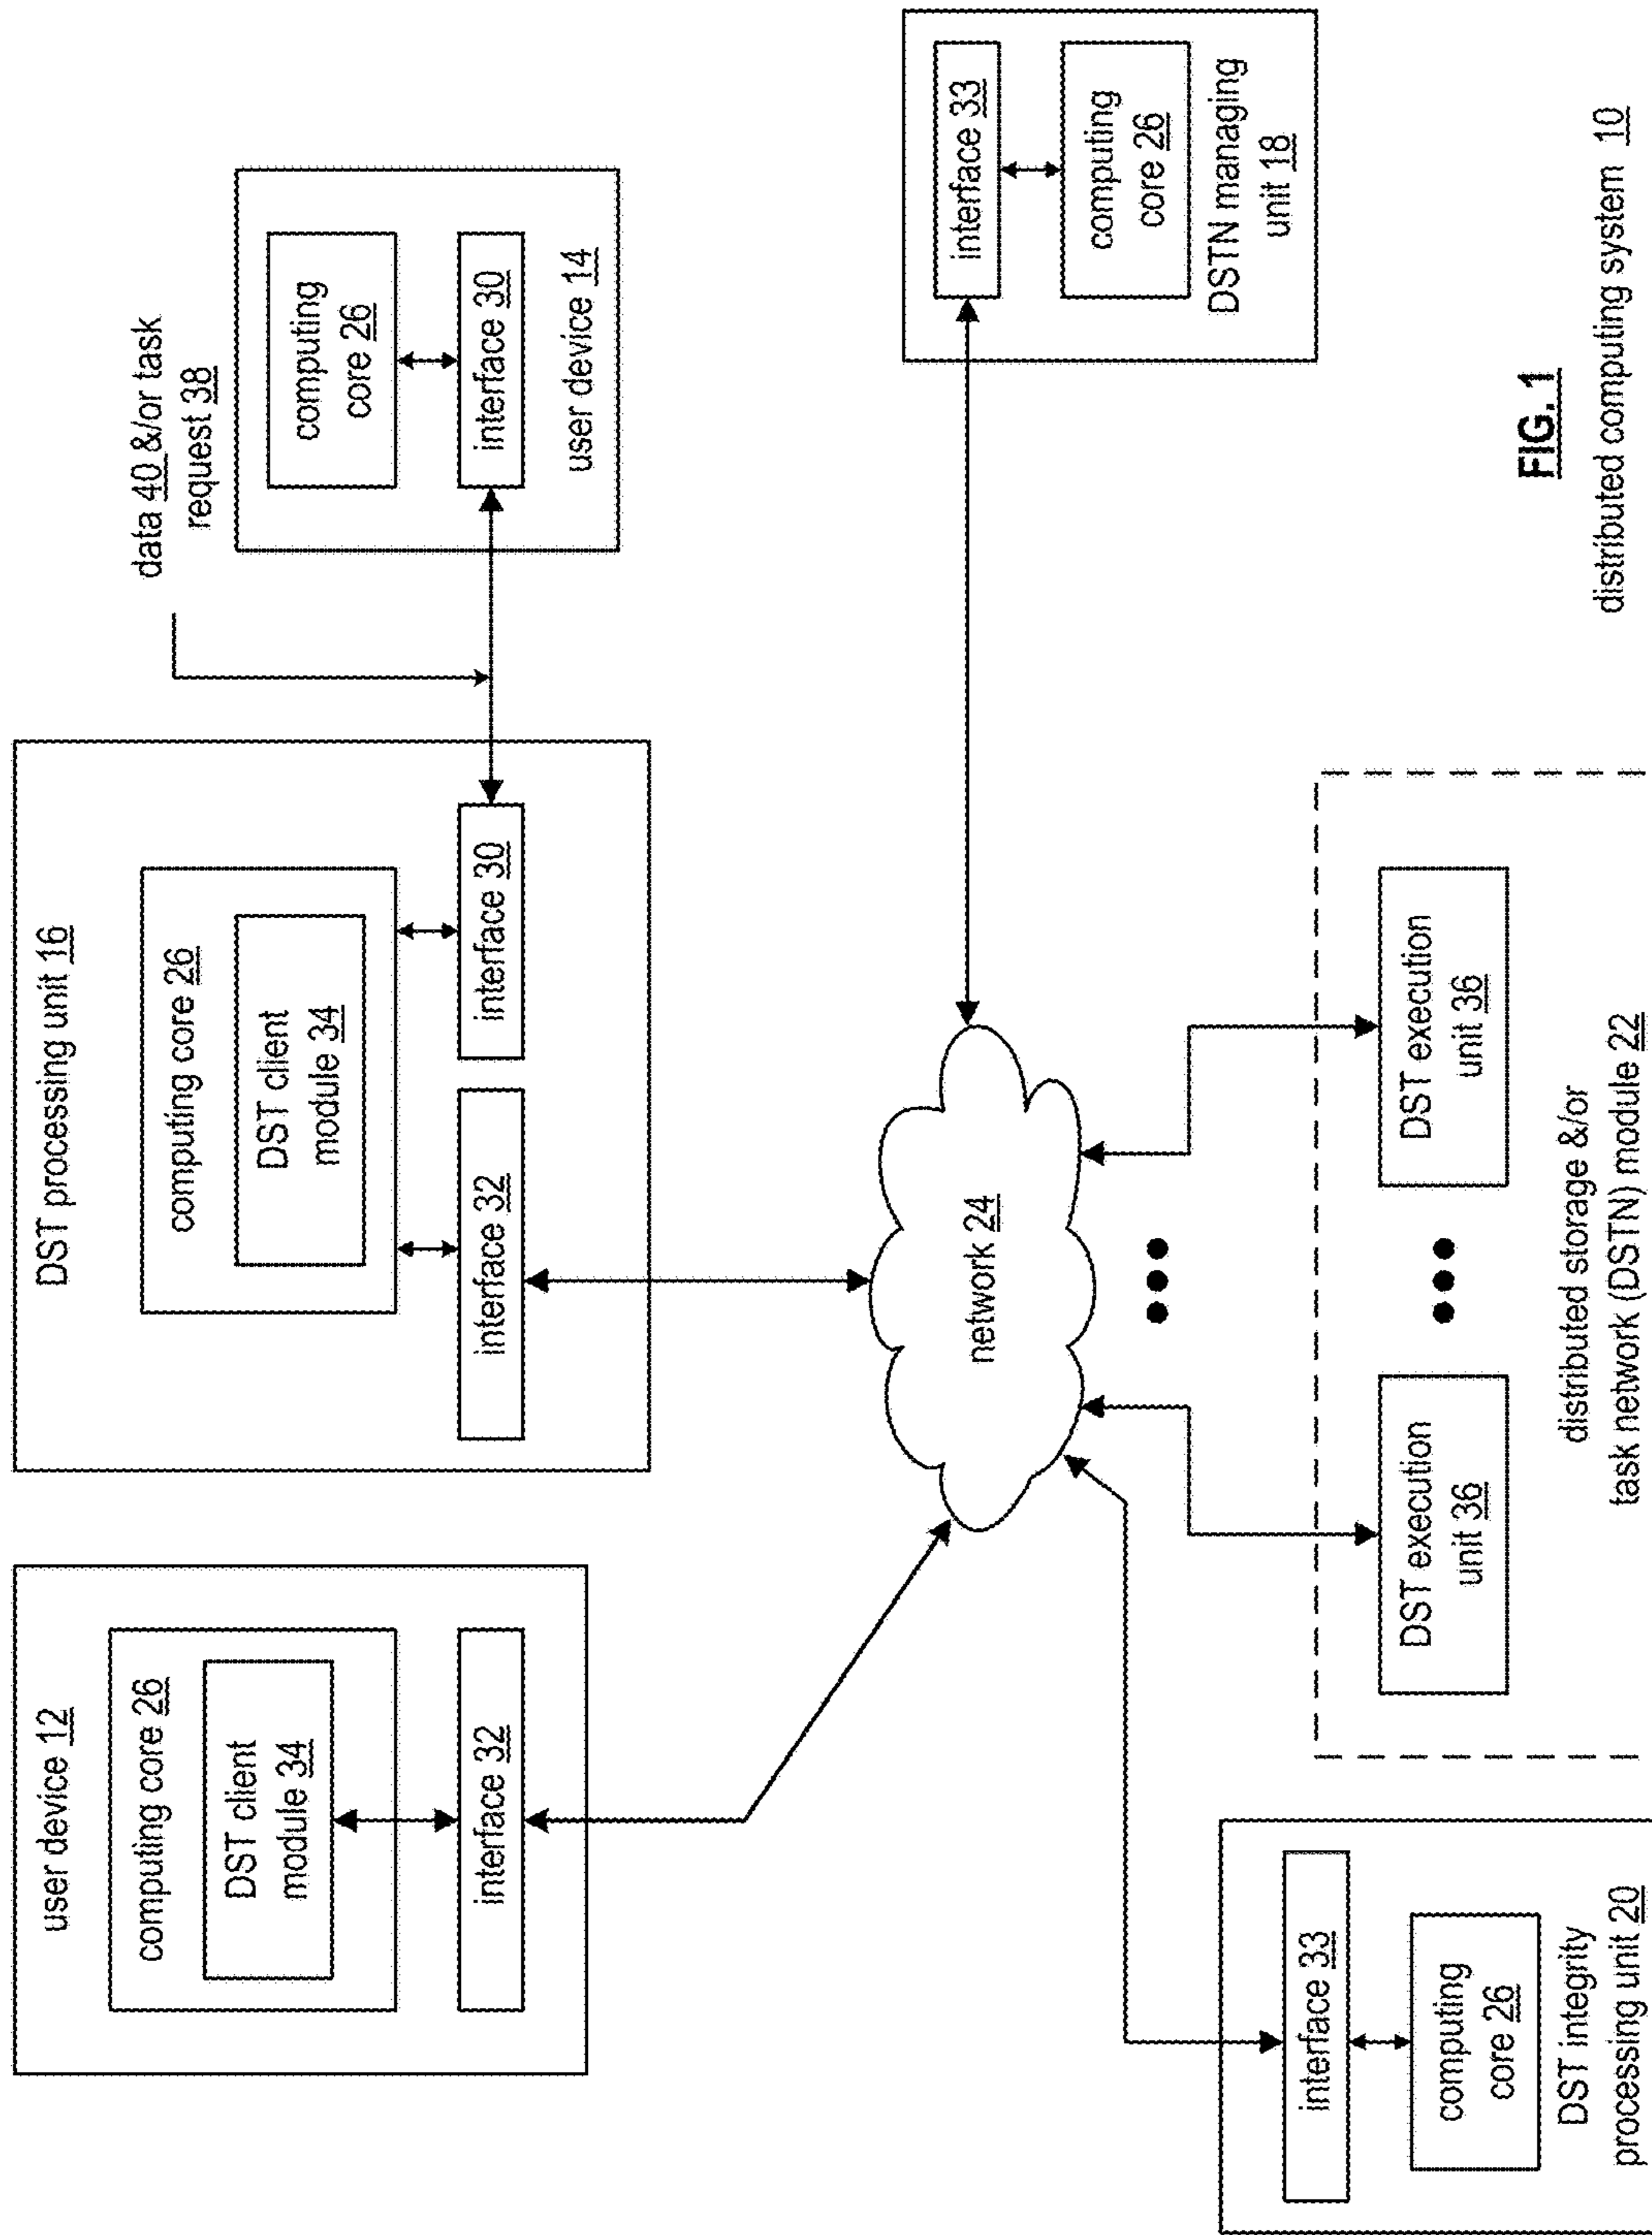 user device 12
computing core 26
DST client
module 34
interface 32
DST processing unit 16
computing core 26
DST client
module 34
interface 32
interface 30
data 40 &/or task
request 38
computing
core 26
interface 30
user device 14
network 24
interface 33
computing
core 26
DSTN managing
unit 18
interface 33
computing
core 26
DST integrity
processing unit 20
DST execution
unit 36
DST execution
unit 36
distributed storage &/or
task network (DSTN) module 22
FIG. 1
distributed computing system 10